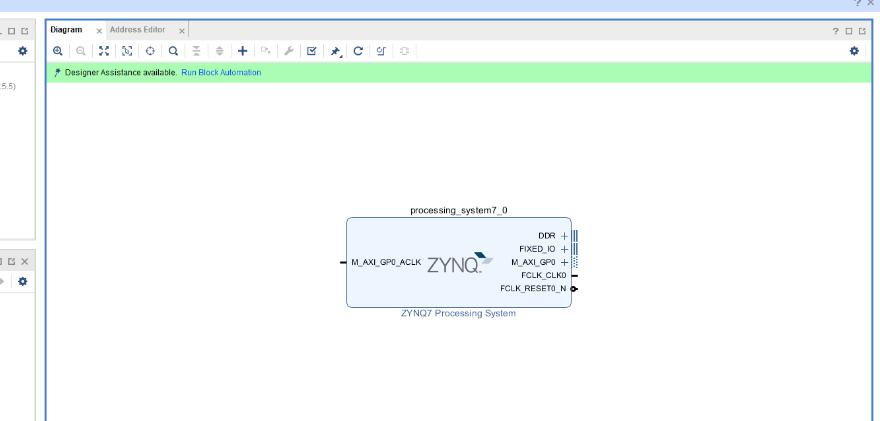 Diagram
Address Editor
5.5)
Designer Assistance available. Run Block Automation
processing_system7_0
DDR
FIXED_IO
M_AXI_GP0_ACLK
ZYNQ
M_AXI_GP0
FCLK_CLK0
FCLK_RESET0_N
ZYNQ7 Processing System